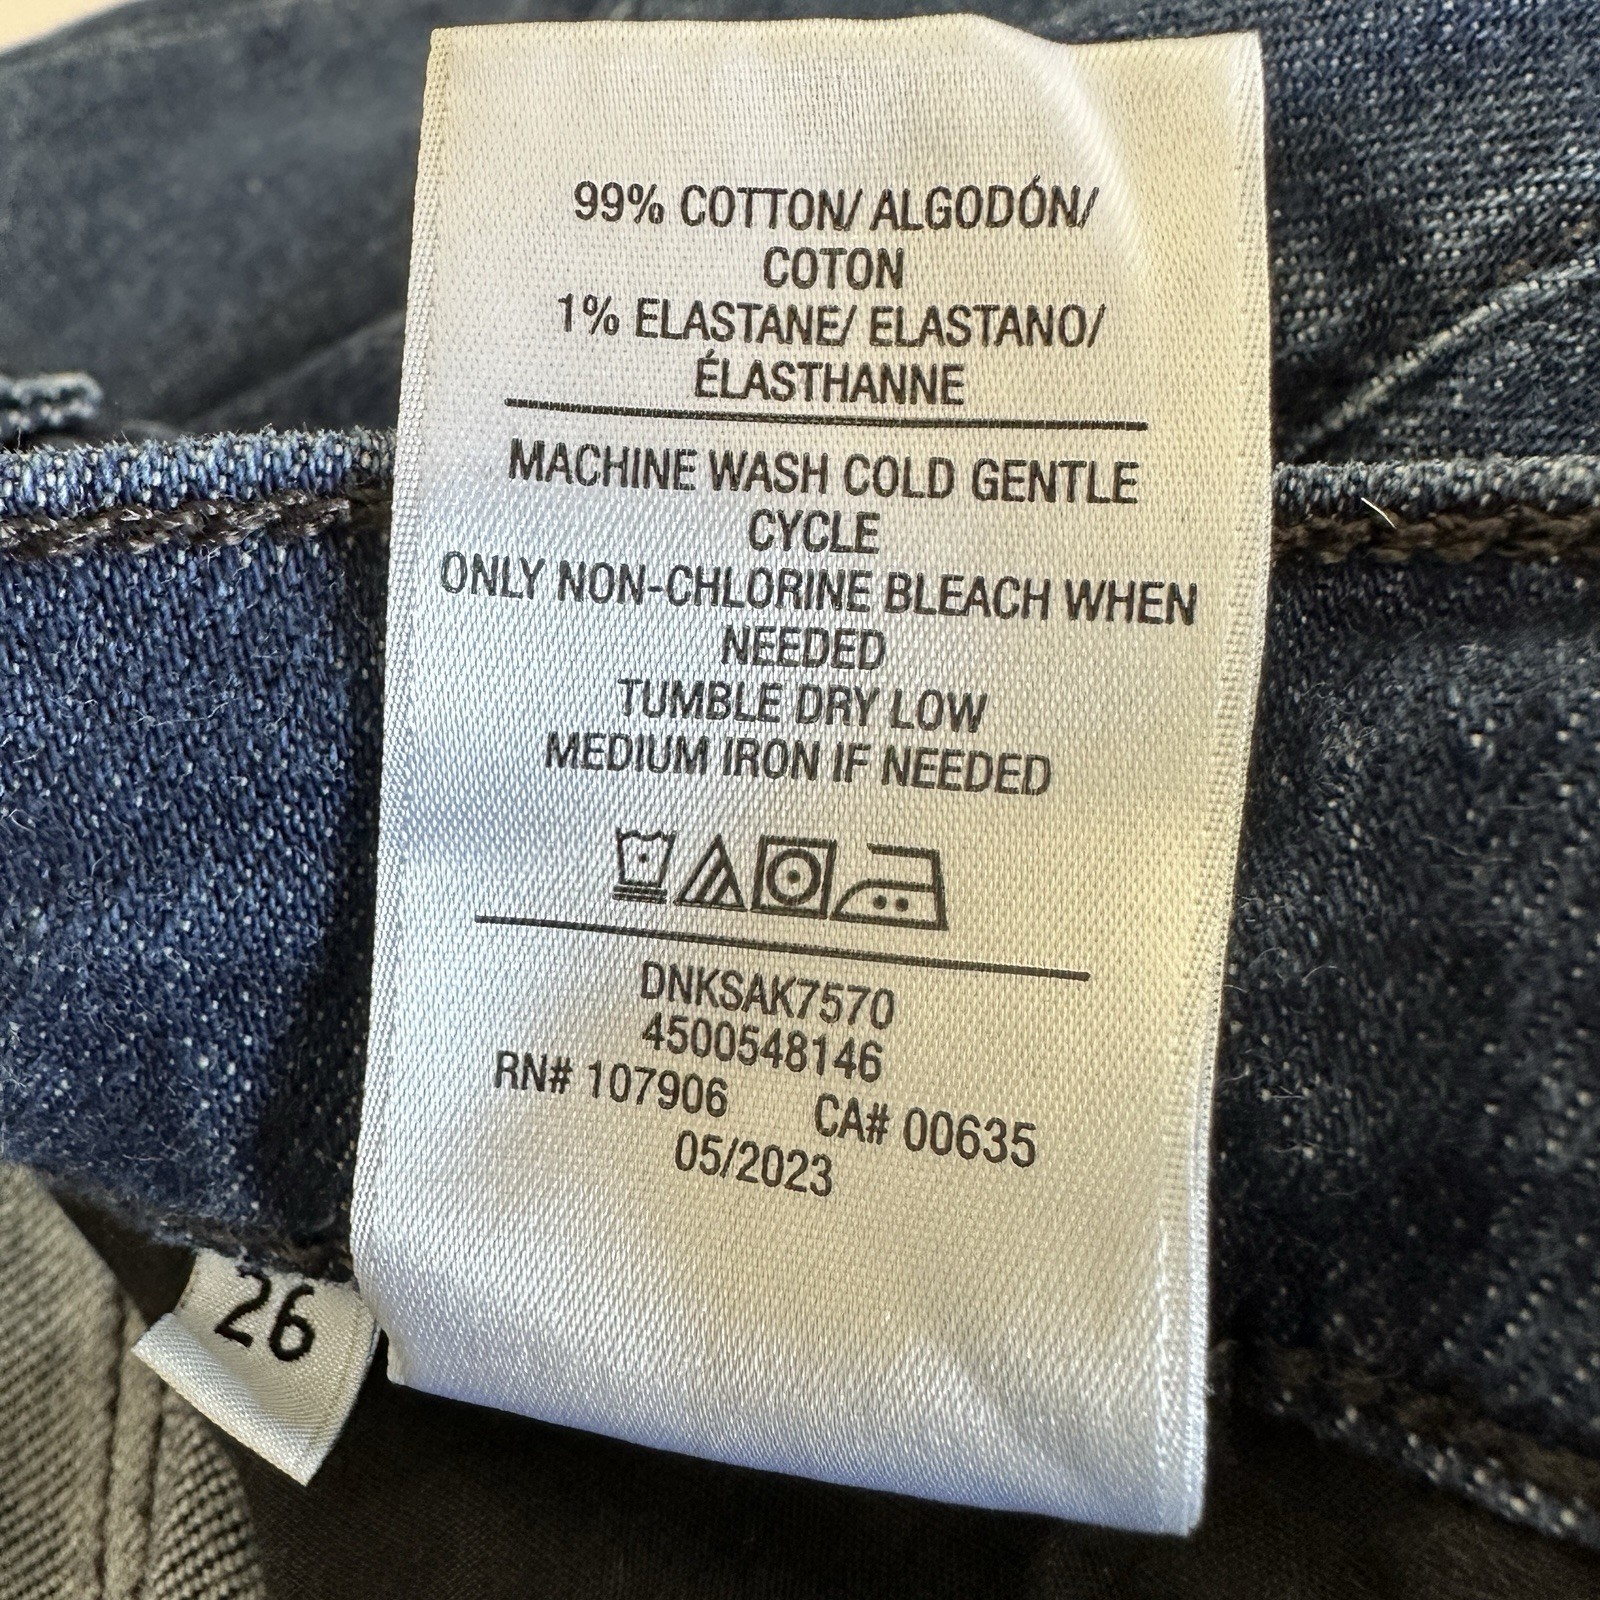 99% COTTON/ ALGODÓN/
COTON
1% ELASTANE/ ELASTANO/
ÉLASTHANNE
MACHINE WASH COLD GENTLE
CYCLE
ONLY NON-CHLORINE BLEACH WHEN
NEEDED
TUMBLE DRY LOW
MEDIUM IRON IF NEEDED
DNKSAK7570
4500548146
RN# 107906 CA# 00635
05/2023
26